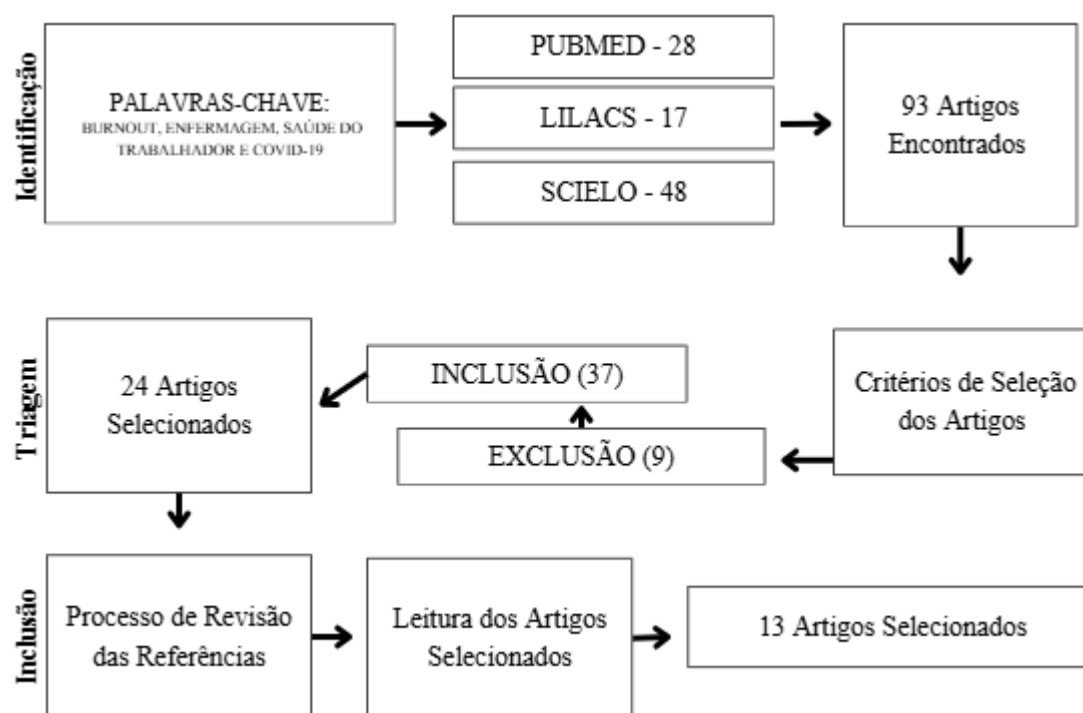 Identificação
PALAVRAS-CHAVE:
BURNOUT, ENFERMAGEM, SAÚDE DO
TRABALHADOR E COVID-19
PUBMED - 28
LILACS - 17
SCIELO - 48
93 Artigos
Encontrados
Triagem
24 Artigos
Selecionados
INCLUSÃO (37)
EXCLUSÃO (9)
Critérios de Seleção
dos Artigos
Inclusão
Processo de Revisão
das Referências
Leitura dos Artigos
Selecionados
13 Artigos Selecionados